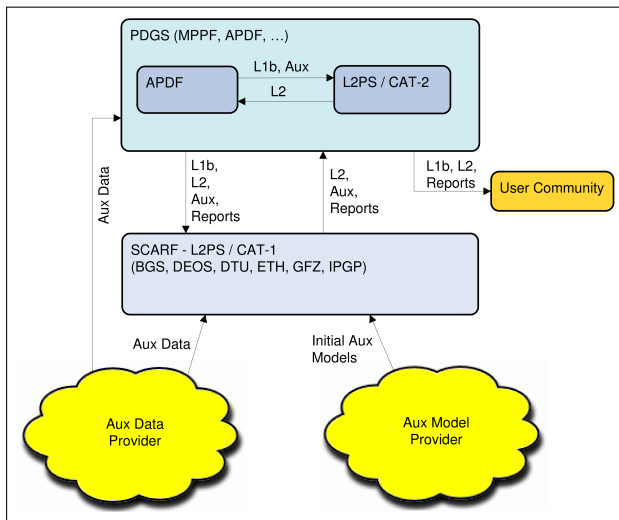 PDGS (MPPF, APDF, …)
L1b, Aux
APDF
L2PS / CAT-2
L2
Aux Data
L1b,
L2,
Aux,
Reports
L2,
Aux,
Reports
L1b, L2,
Reports
User Community
SCARF - L2PS / CAT-1
(BGS, DEOS, DTU, ETH, GFZ, IPGP)
Aux Data
Initial Aux
Models
Aux Data
Provider
Aux Model
Provider